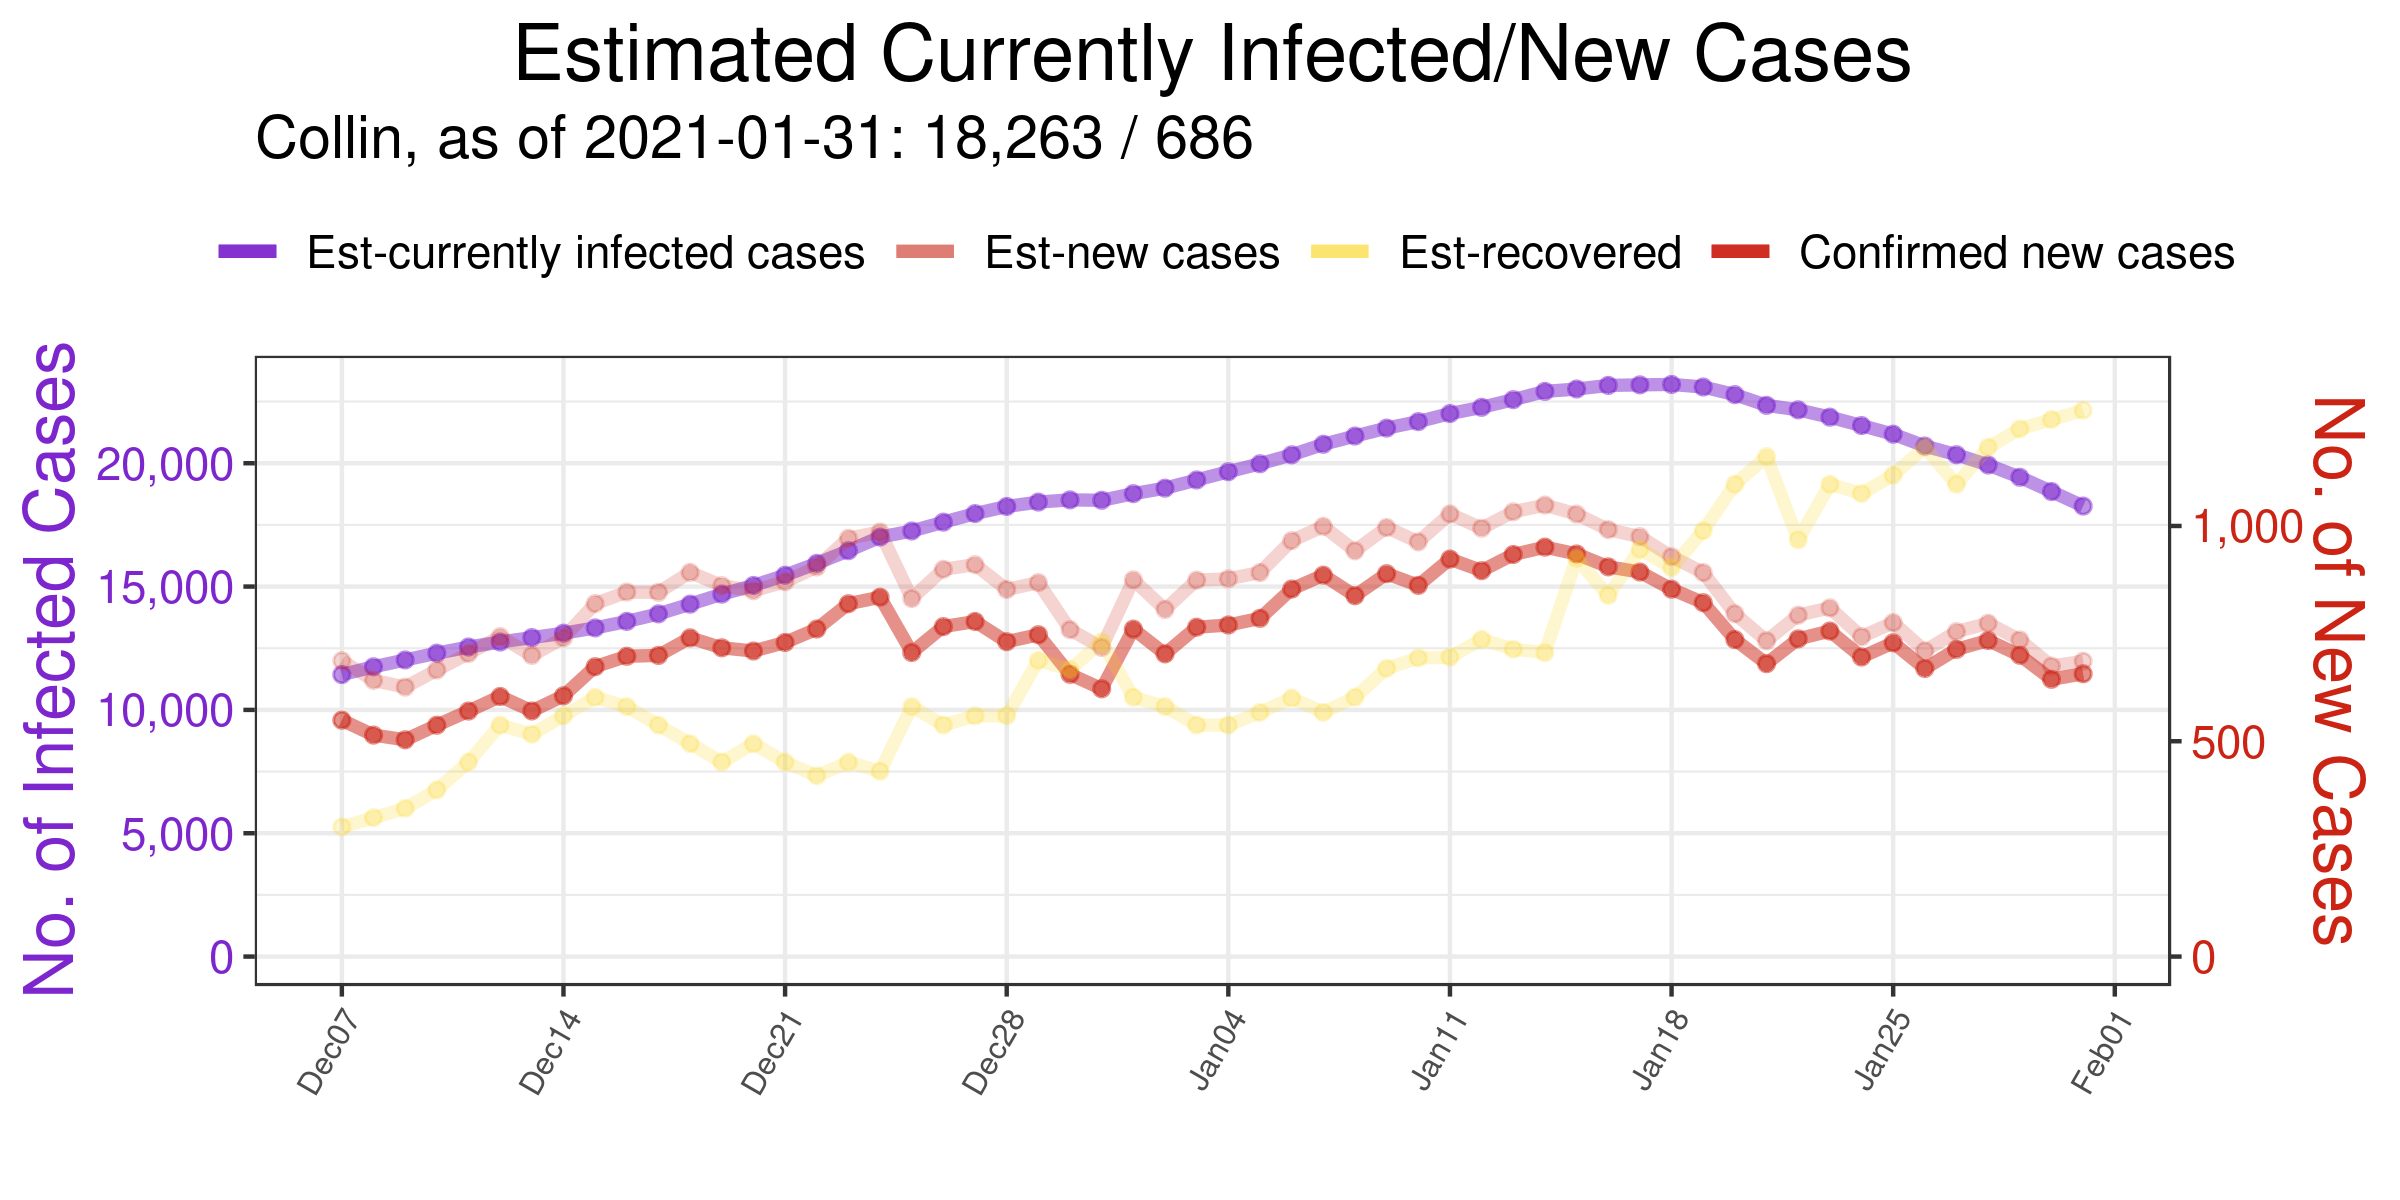 Estimated Currently Infected/New Cases
Collin, as of 2021-01-31: 18,263 / 686
Est-currently infected cases Est-new cases Est-recovered Confirmed new cases
No. of Infected Cases
20,000
15,000
10,000
5,000
0
1,000
500
0
No. of New Cases
Dec07 Dec14 Dec21 Dec28 Jan04 Jan11 Jan18 Jan25 Feb01